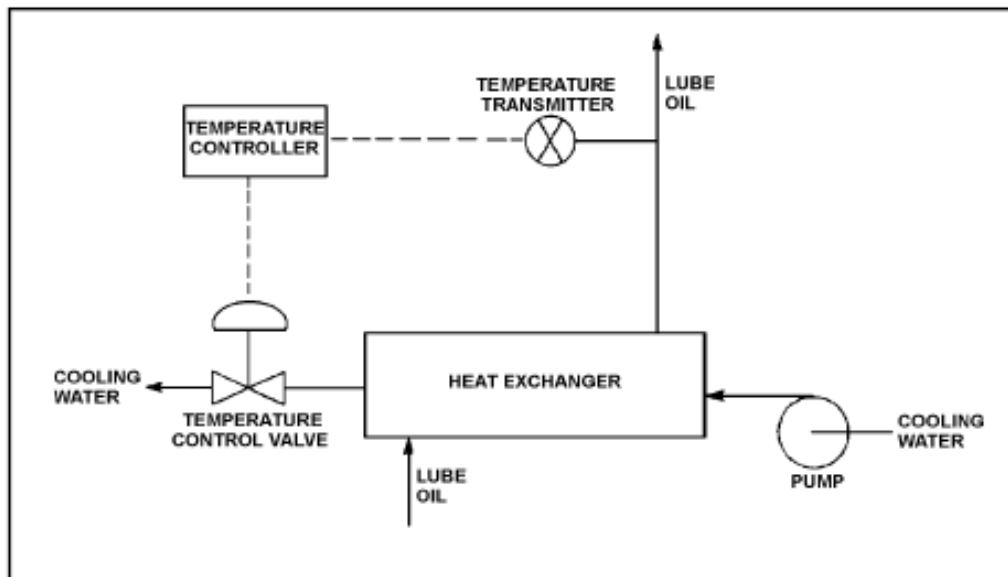 TEMPERATURE
TRANSMITTER
LUBE
OIL
TEMPERATURE
CONTROLLER
COOLING
WATER
TEMPERATURE
CONTROL VALVE
HEAT EXCHANGER
LUBE
OIL
COOLING
WATER
PUMP